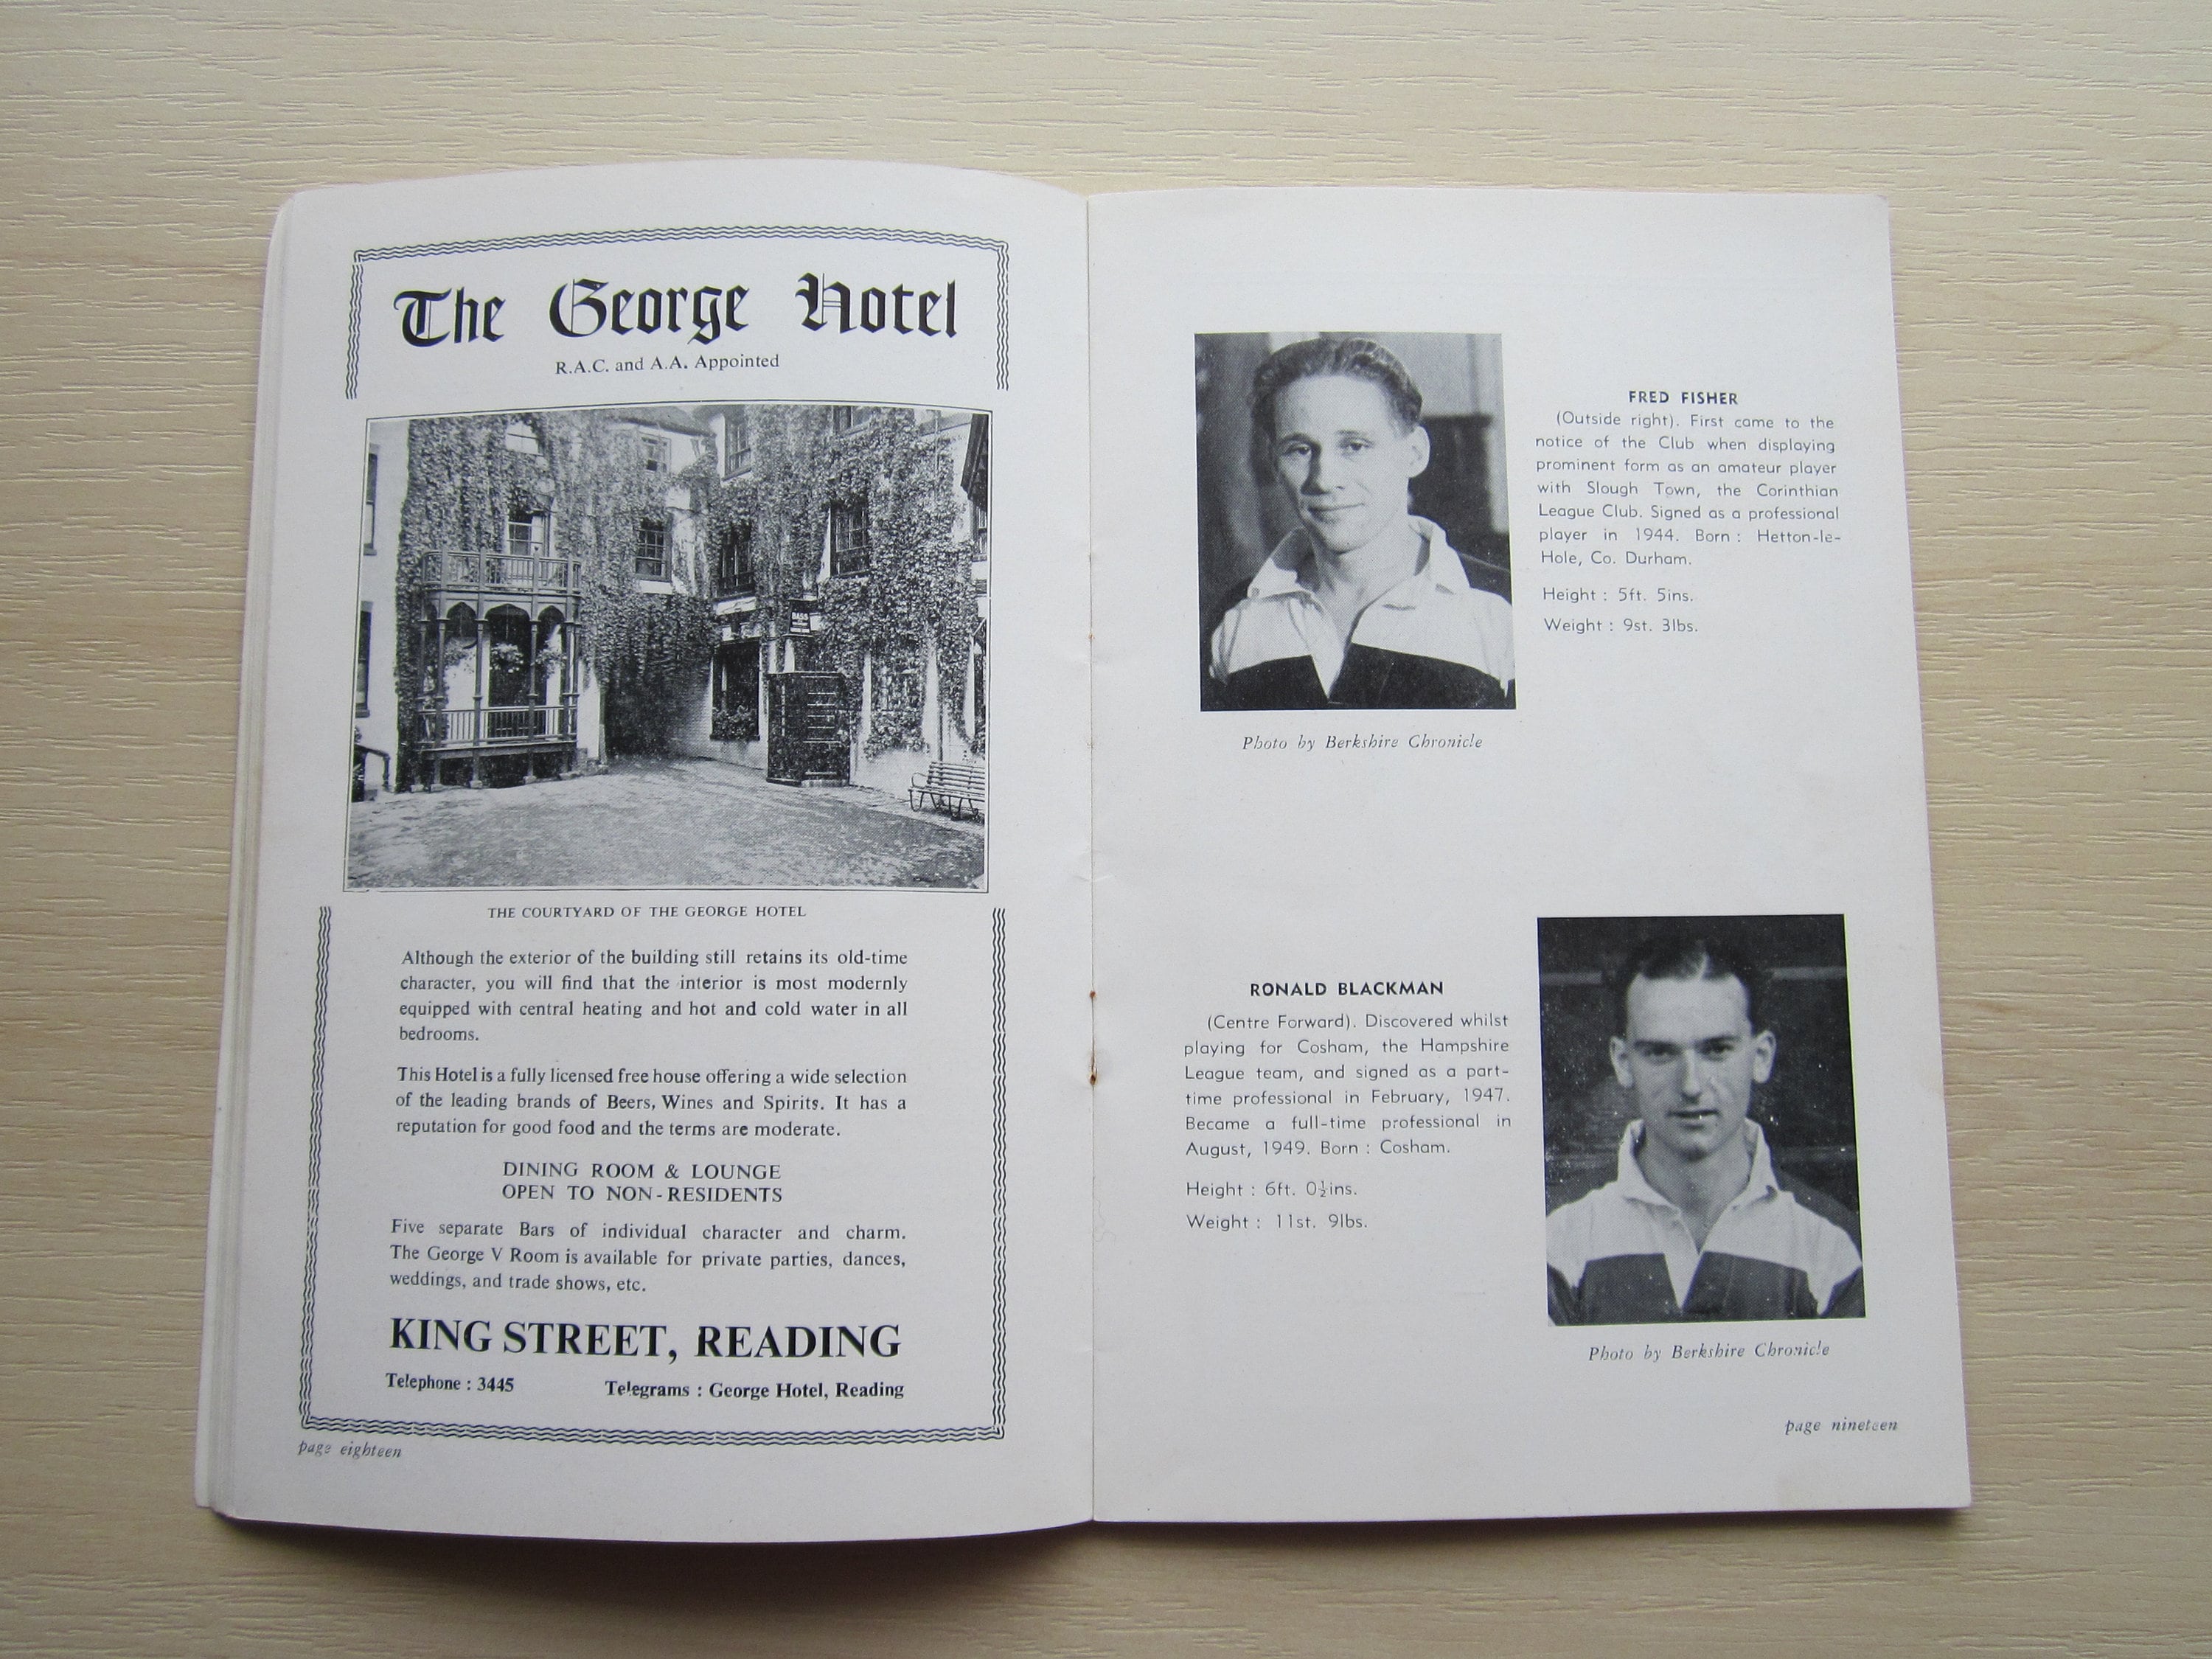 The George Hotel
R.A.C. and A.A. Appointed
THE COURTYARD OF THE GEORGE HOTEL
Although the exterior of the building still retains its old-time
character, you will find that the interior is most modernly
equipped with central heating and hot and cold water in all
bedrooms.
This Hotel is a fully licensed free house offering a wide selection
of the leading brands of Beers, Wines and Spirits. It has a
reputation for good food and the terms are moderate.
DINING ROOM & LOUNGE
OPEN TO NON-RESIDENTS
Five separate Bars of individual character and charm.
The George V Room is available for private parties, dances,
weddings, and trade shows, etc.
KING STREET, READING
Telephone : 3445 Telegrams : George Hotel, Reading
page eighteen
FRED FISHER
(Outside right). First came to the
notice of the Club when displaying
prominent form as an amateur player
with Slough Town, the Corinthian
League Club. Signed as a professional
player in 1944. Born : Hetton-le-
Hole, Co. Durham.
Height : 5ft. 5ins.
Weight : 9st. 3lbs.
Photo by Berkshire Chronicle
RONALD BLACKMAN
(Centre Forward). Discovered whilst
playing for Cosham, the Hampshire
League team, and signed as a part-
time professional in February, 1947.
Became a full-time professional in
August, 1949. Born : Cosham.
Height : 6ft. 0½ins.
Weight : 11st. 9lbs.
Photo by Berkshire Chronicle
page nineteen